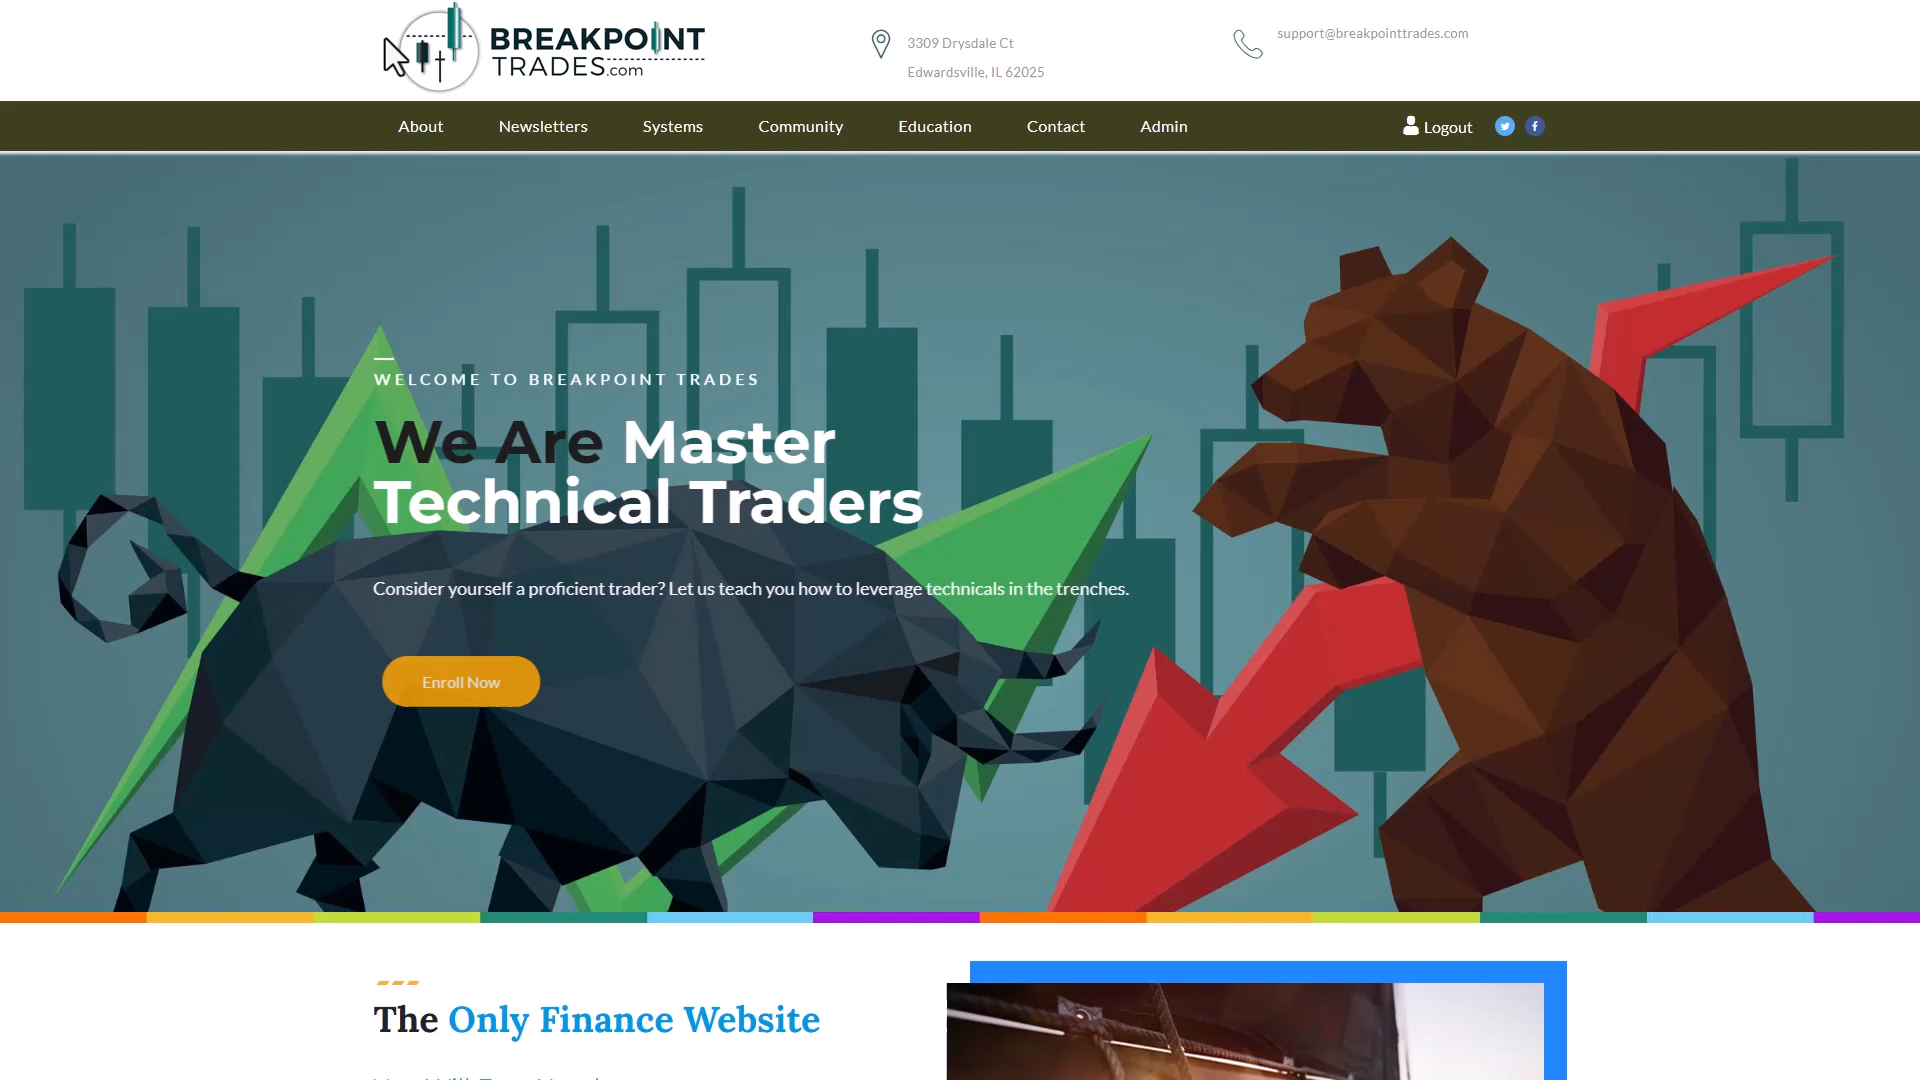 BREAKPOINT
TRADES.com
3309 Drysdale Ct
Edwardsville, IL 62025
support@breakpointtrades.com
About
Newsletters
Systems
Community
Education
Contact
Admin
Logout
WELCOME TO BREAKPOINT TRADES
We Are Master
Technical Traders
Consider yourself a proficient trader? Let us teach you how to leverage technicals in the trenches.
Enroll Now
The Only Finance Website